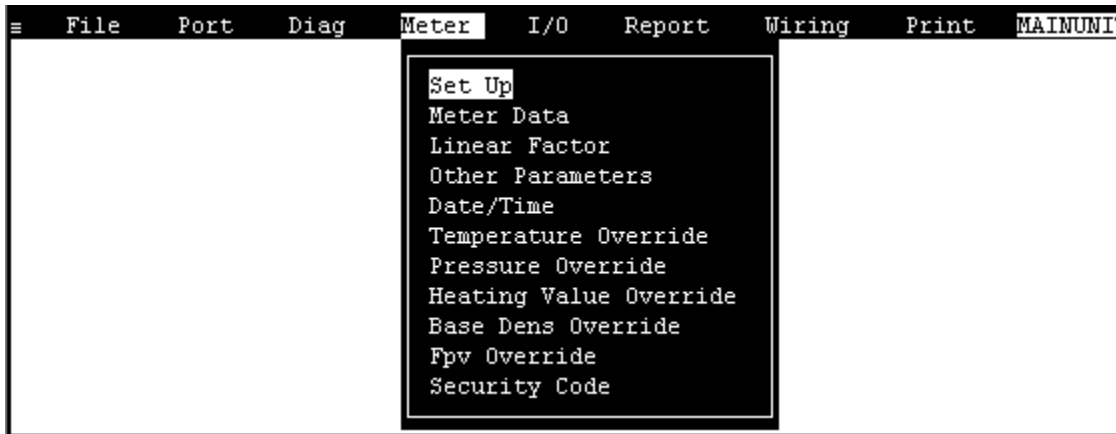 ≡ File Port Diag Meter I/O Report Wiring Print MAINUNI
Set Up
Meter Data
Linear Factor
Other Parameters
Date/Time
Temperature Override
Pressure Override
Heating Value Override
Base Dens Override
Fpv Override
Security Code